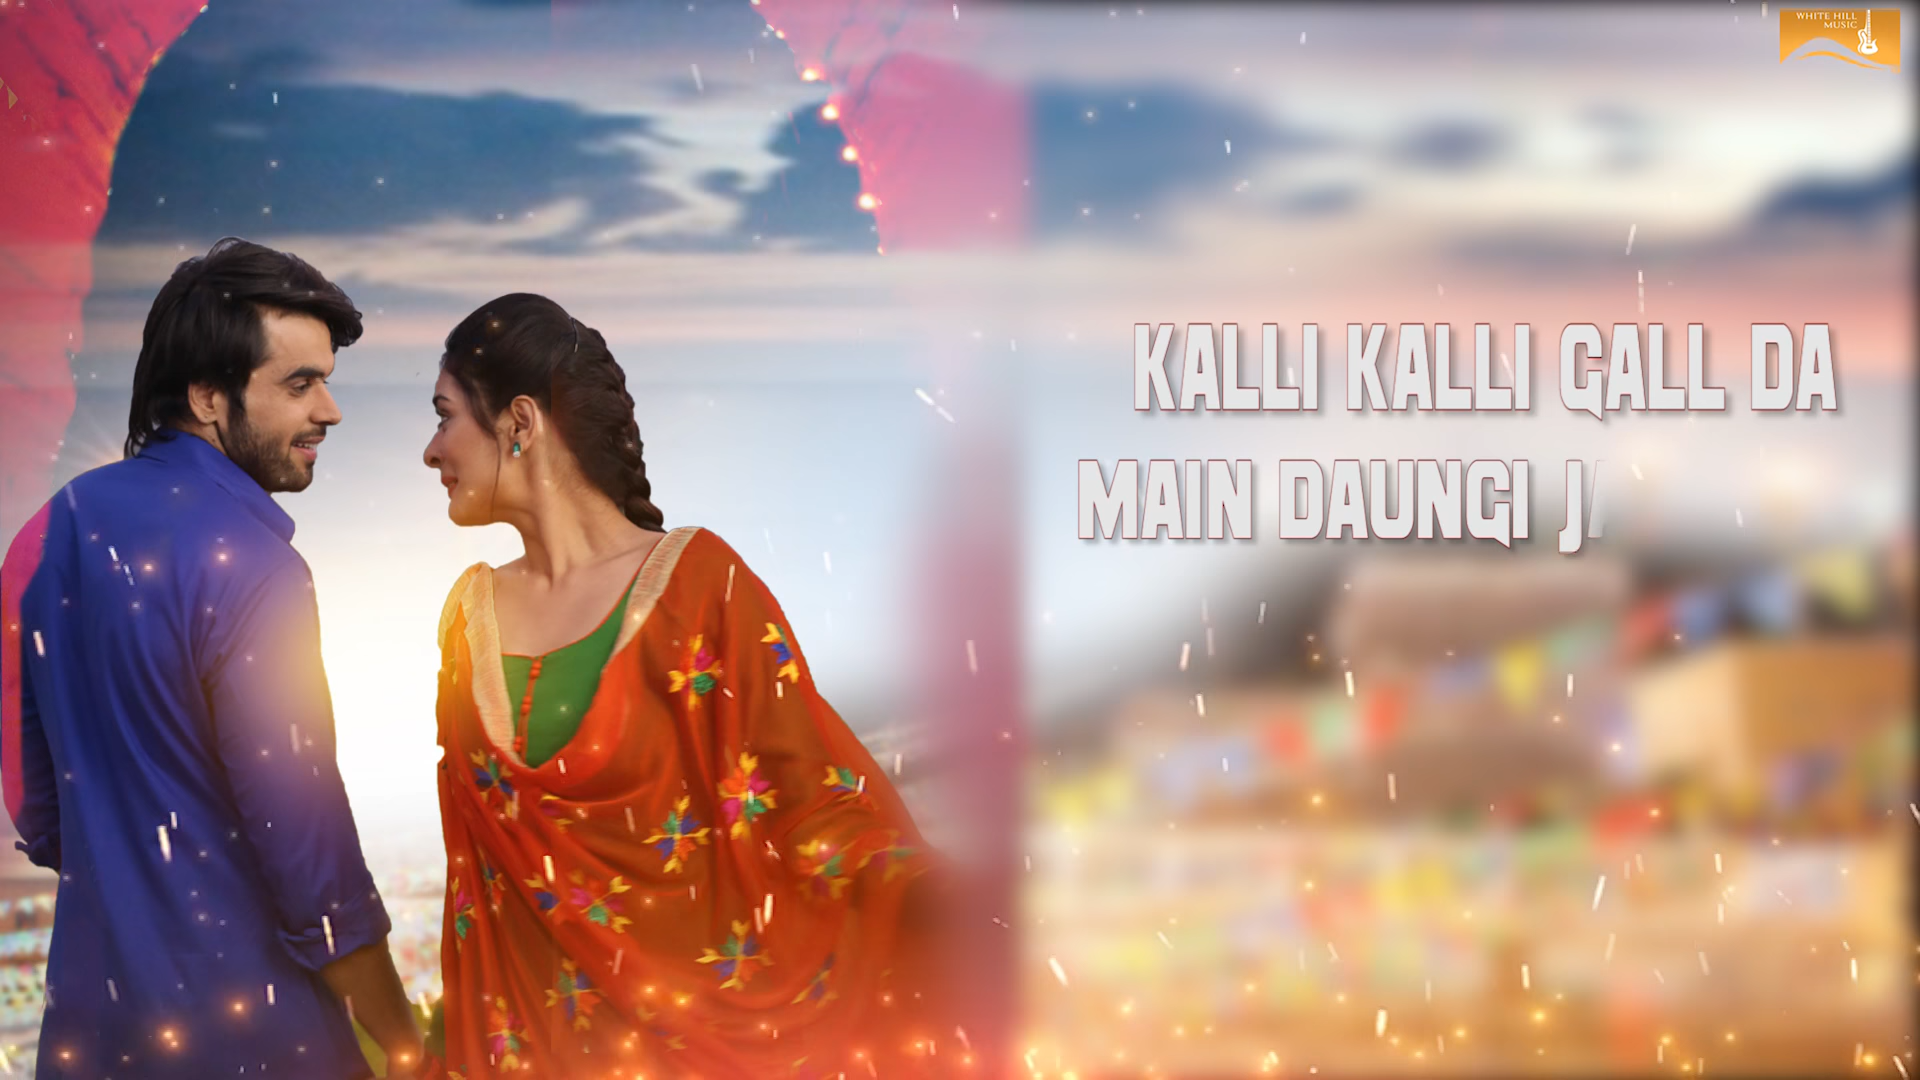 WHITE HILL
MUSIC
KALLI KALLI GALL DA
MAIN DAUNGI